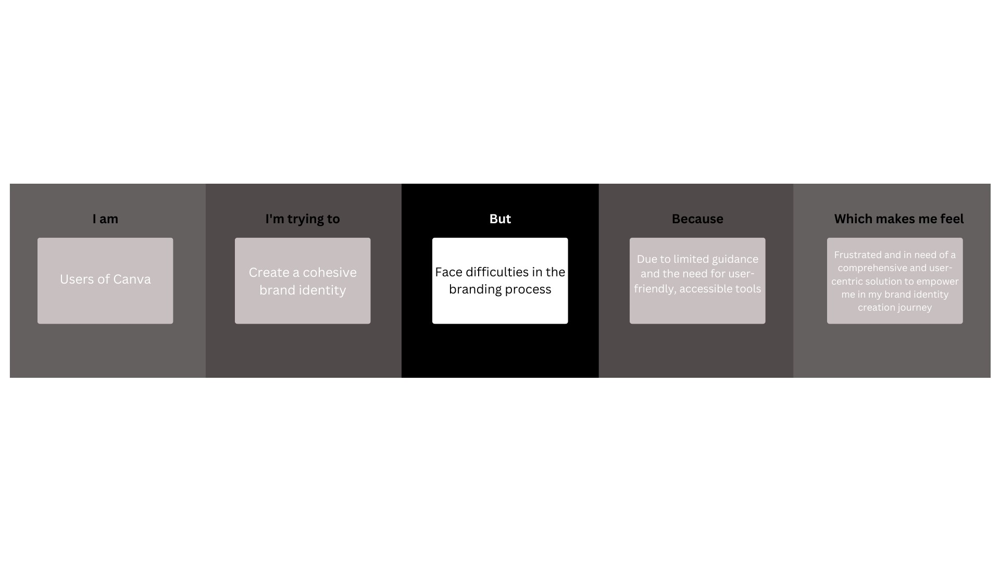 I am
Users of Canva
I'm trying to
Create a cohesive
brand identity
But
Face difficulties in the
branding process
Because
Due to limited guidance
and the need for user-
friendly, accessible tools
Which makes me feel
Frustrated and in need of a
comprehensive and user-
centric solution to empower
me in my brand identity
creation journey